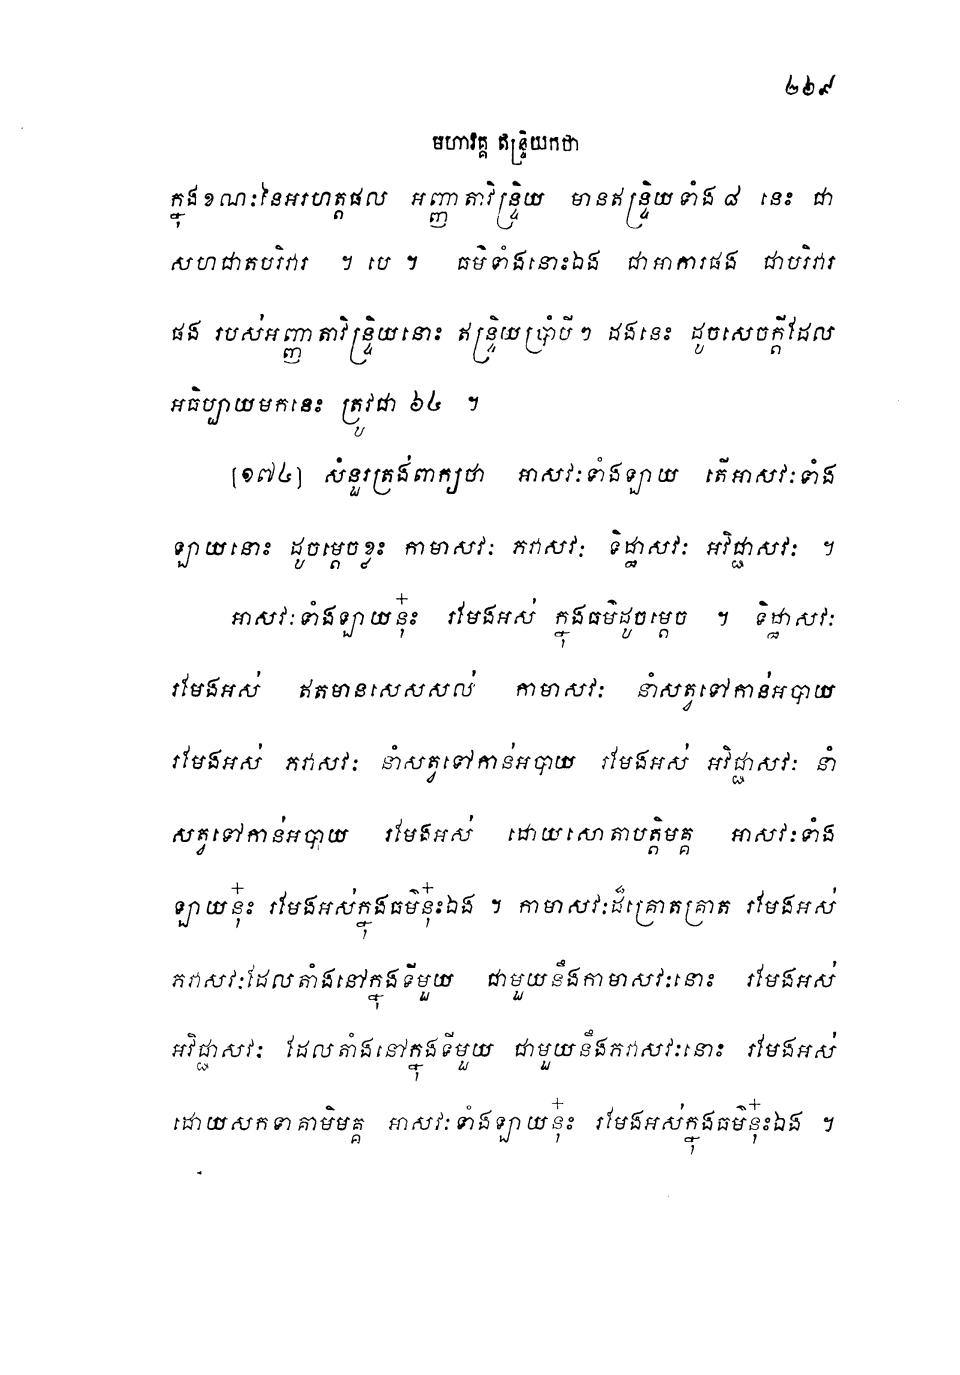 ២៦៩
មហាវគ្គ ឥន្ទ្រិយកថា
ក្នុងខណៈនៃអរហត្តផល អញ្ញាតាវិន្ទ្រិយ មានឥន្ទ្រិយទាំង៨ នេះ ជា
សហជាតបរិវារ ។ បេ ។ ធម៌ទាំងនោះឯង ជាអាការផង ជាបរិវារ
ផង របស់អញ្ញាតាវិន្ទ្រិយនោះ ឥន្ទ្រិយប្រាំបីៗ ដងនេះ ដូចសេចក្តីដែល
អធិប្បាយមកនេះ ត្រូវជា ៦៤ ។
[១៧៤] សំនួរត្រង់ពាក្យថា អាសវៈទាំងឡាយ តើអាសវៈទាំង
ឡាយនោះ ដូចម្តេចខ្លះ កាមាសវៈ ភវាសវៈ ទិដ្ឋាសវៈ អវិជ្ជាសវៈ ។
អាសវៈទាំងឡាយនុ៎ះ រមែងអស់ ក្នុងធម៌ដូចម្តេច ។ ទិដ្ឋាសវៈ
រមែងអស់ ឥតមានសេសសល់ កាមាសវៈ នាំសត្វទៅកាន់អបាយ
រមែងអស់ ភវាសវៈ នាំសត្វទៅកាន់អបាយ រមែងអស់ អវិជ្ជាសវៈ នាំ
សត្វទៅកាន់អបាយ រមែងអស់ ដោយសោតាបត្តិមគ្គ អាសវៈទាំង
ឡាយនុ៎ះ រមែងអស់ក្នុងធម៌នុ៎ះឯង ។ កាមាសវៈដ៏គ្រោតគ្រាត រមែងអស់
ភវាសវៈដែលតាំងនៅក្នុងទីមួយ ជាមួយនឹងកាមាសវៈនោះ រមែងអស់
អវិជ្ជាសវៈ ដែលតាំងនៅក្នុងទីមួយ ជាមួយនឹងភវាសវៈនោះ រមែងអស់
ដោយសកទាគាមិមគ្គ អាសវៈទាំងឡាយនុ៎ះ រមែងអស់ក្នុងធម៌នុ៎ះឯង ។